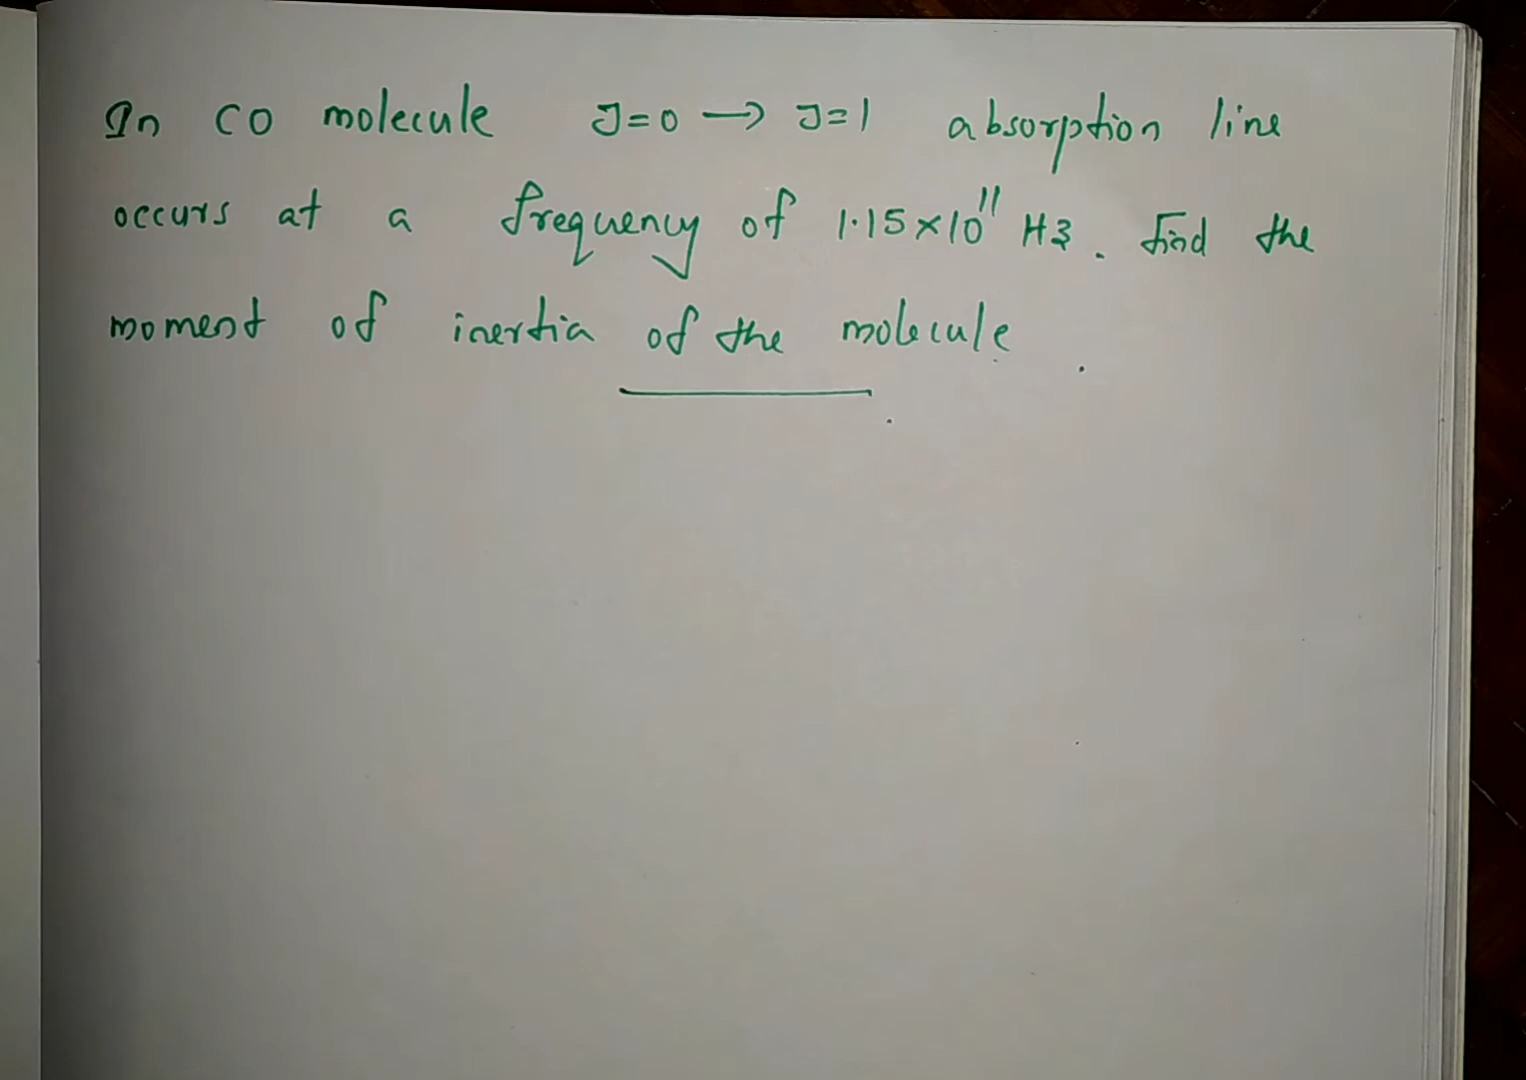 In CO molecule J=0 → J=1 absorption line
occurs at a frequency of 1.15×10¹¹ Hz. find the
moment of inertia of the molecule.